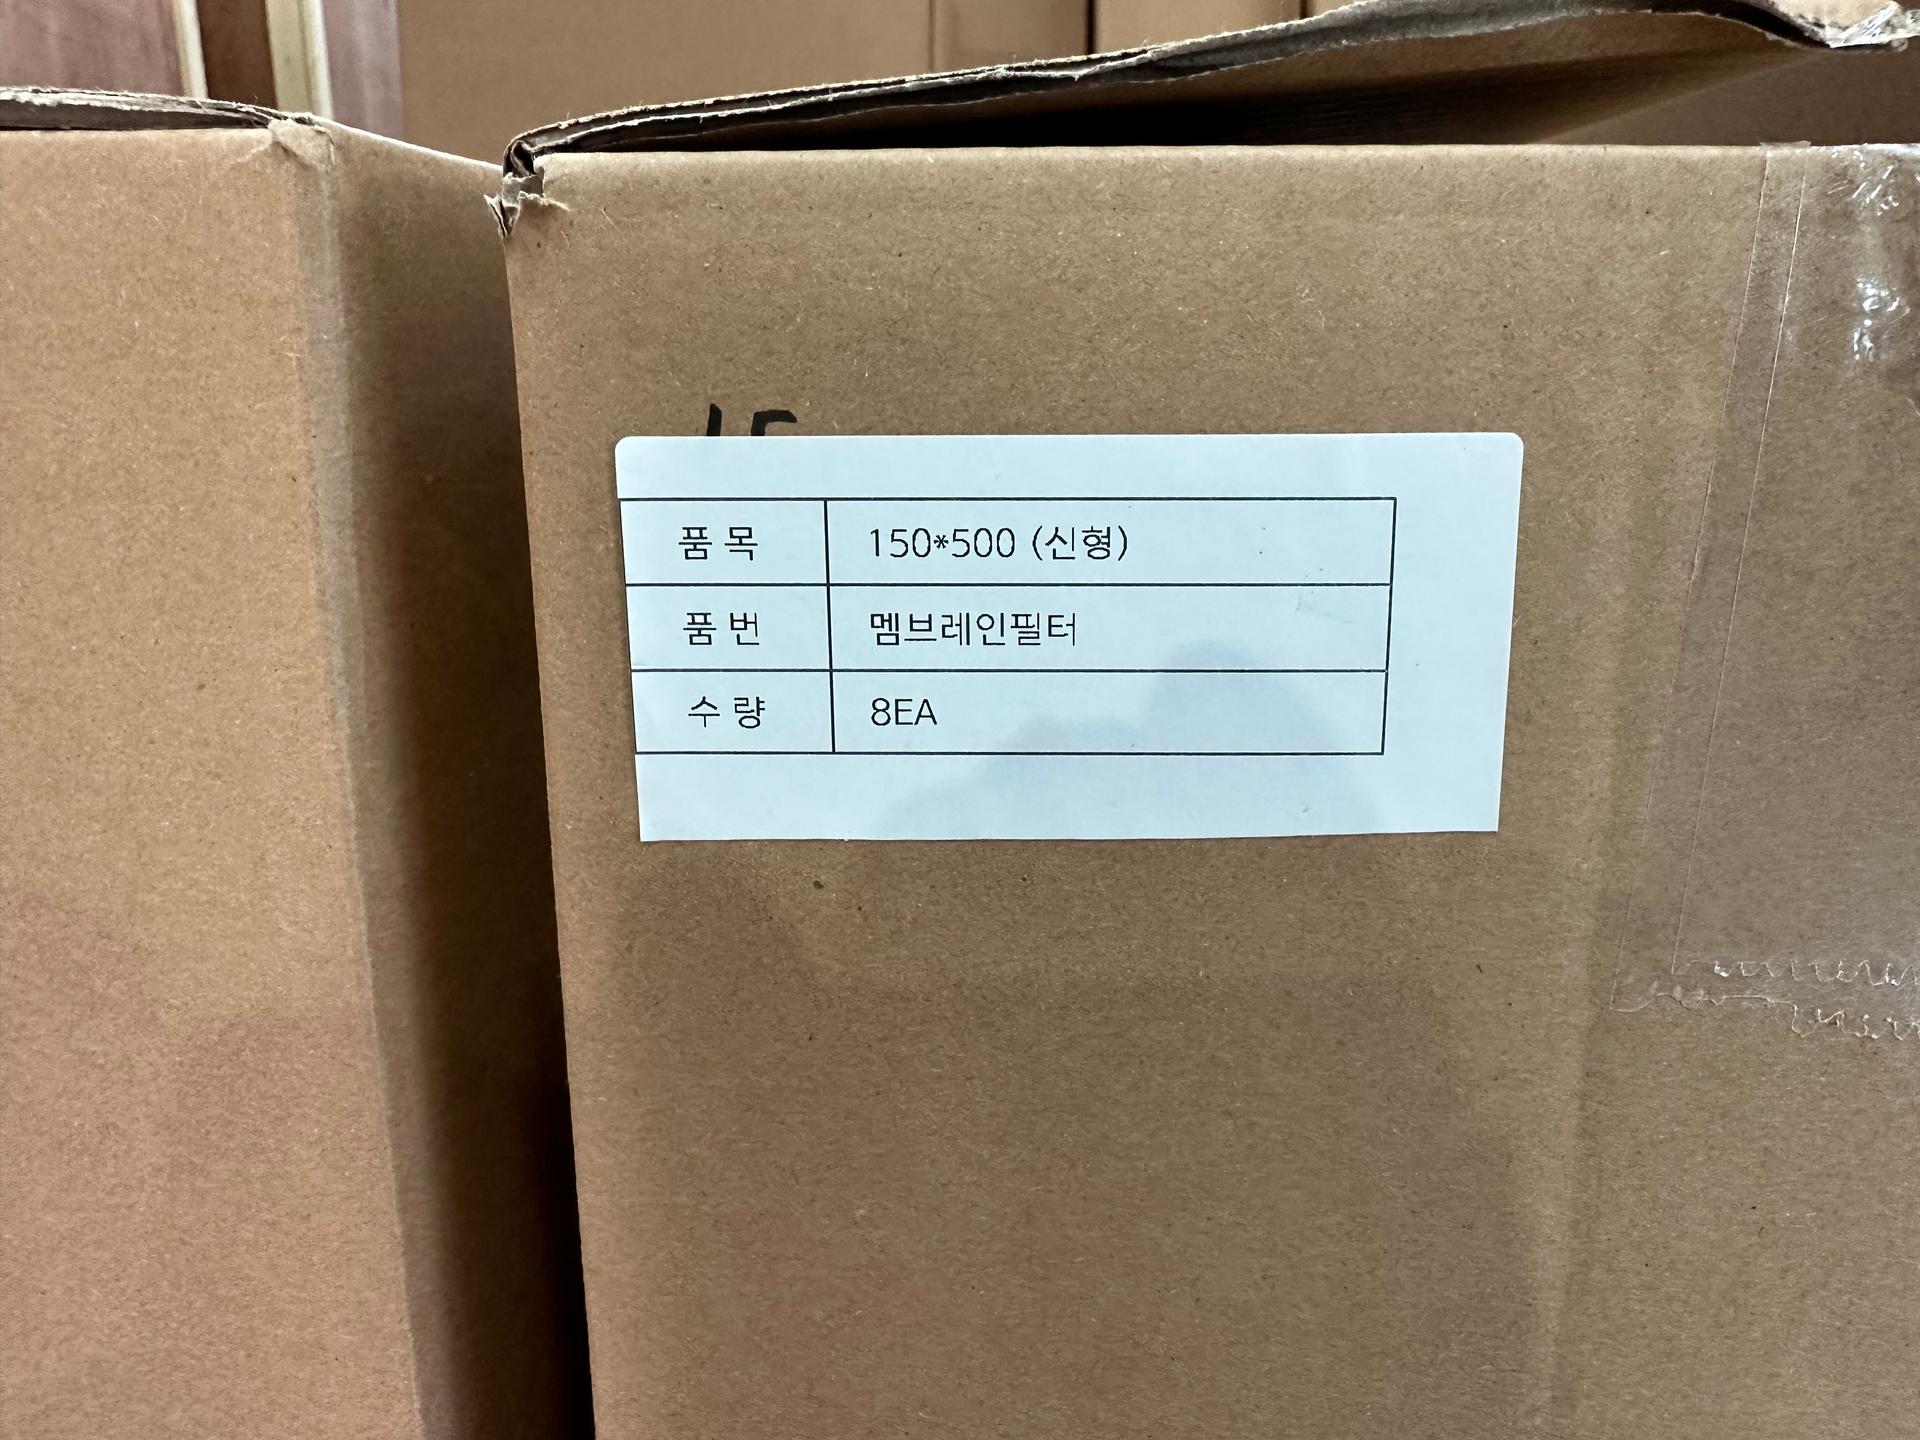 품 목 150*500 (신형)
품 번 멤브레인필터
수 량 8EA